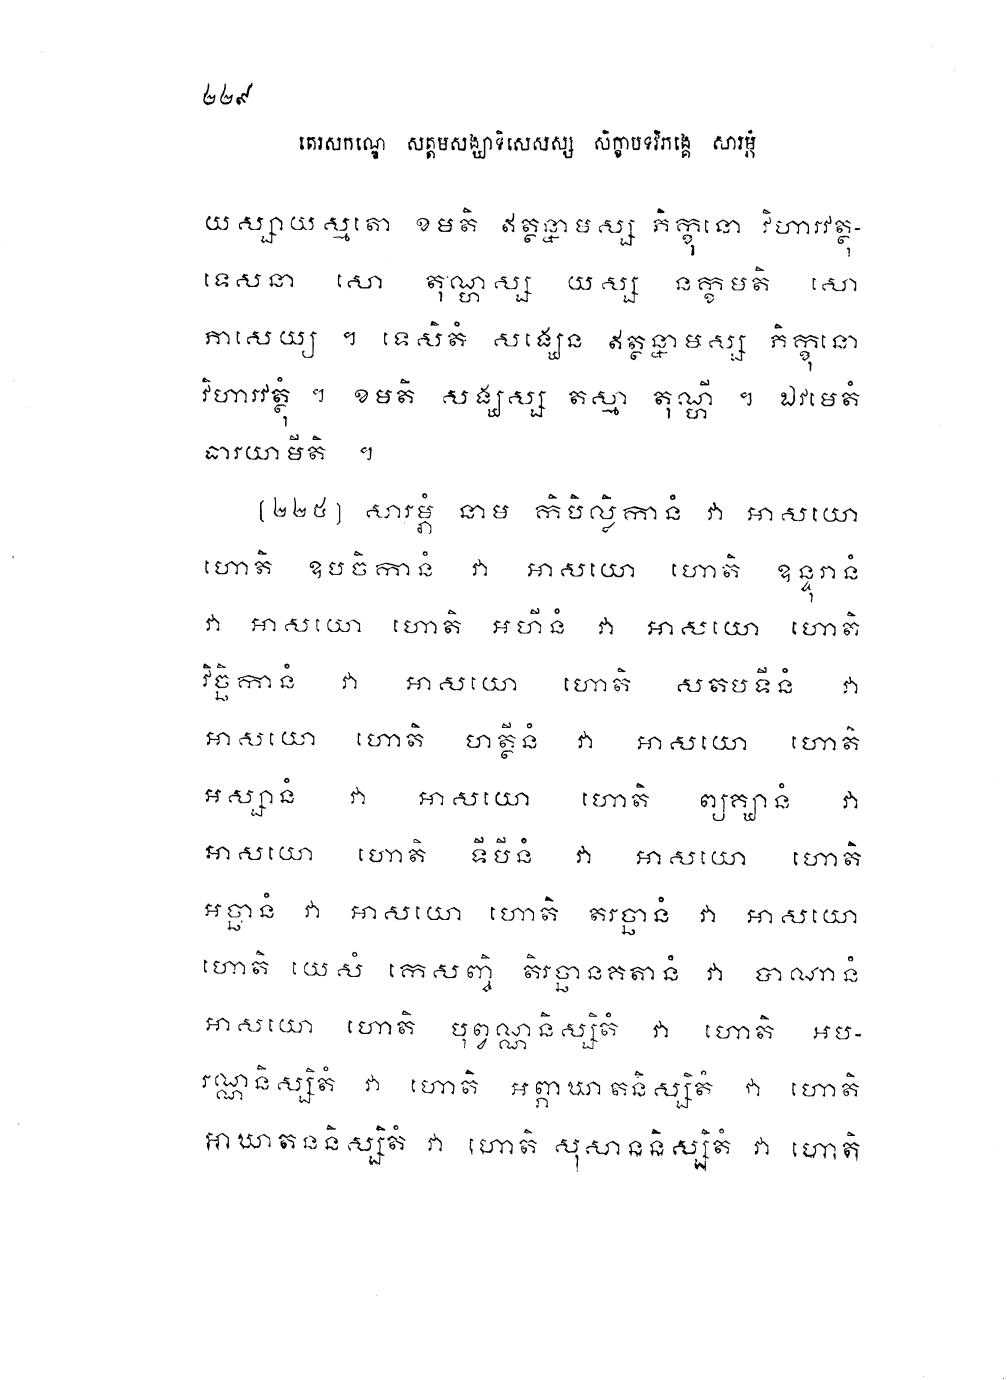 ២២៩
តេរសកណ្ឌេ សត្តមសង្ឃាទិសេសស្ស សិក្ខាបទវិភង្គេ សារម្ភំ
យស្សាយស្មតោ ខមតិ ឥត្ថន្នាមស្ស ភិក្ខុនោ វិហារវត្ថុ-
ទេសនា សោ តុណ្ហស្ស យស្ស នក្ខមតិ សោ
ភាសេយ្យ ។ ទេសិតំ សង្ឃេន ឥត្ថន្នាមស្ស ភិក្ខុនោ
វិហារវត្ថុំ ។ ខមតិ សង្ឃស្ស តស្មា តុណ្ហី ។ ឯវមេតំ
ធារយាមីតិ ។
(២២៥) សារម្ភំ នាម កិបិល្លិកានំ វា អាសយោ
ហោតិ ឧបចិកានំ វា អាសយោ ហោតិ ឧន្ទុរានំ
វា អាសយោ ហោតិ អហីនំ វា អាសយោ ហោតិ
វិច្ឆិកានំ វា អាសយោ ហោតិ សតបទីនំ វា
អាសយោ ហោតិ ហត្ថីនំ វា អាសយោ ហោតិ
អស្សានំ វា អាសយោ ហោតិ ព្យគ្ឃានំ វា
អាសយោ ហោតិ ទីបីនំ វា អាសយោ ហោតិ
អច្ឆានំ វា អាសយោ ហោតិ តរច្ឆានំ វា អាសយោ
ហោតិ យេសំ កេសញ្ចិ តិរច្ឆានគតានំ វា បាណានំ
អាសយោ ហោតិ បុព្វណ្ណនិស្សិតំ វា ហោតិ អប-
រណ្ណនិស្សិតំ វា ហោតិ អព្ភាឃាតនិស្សិតំ វា ហោតិ
អាឃាតននិស្សិតំ វា ហោតិ សុសាននិស្សិតំ វា ហោតិ